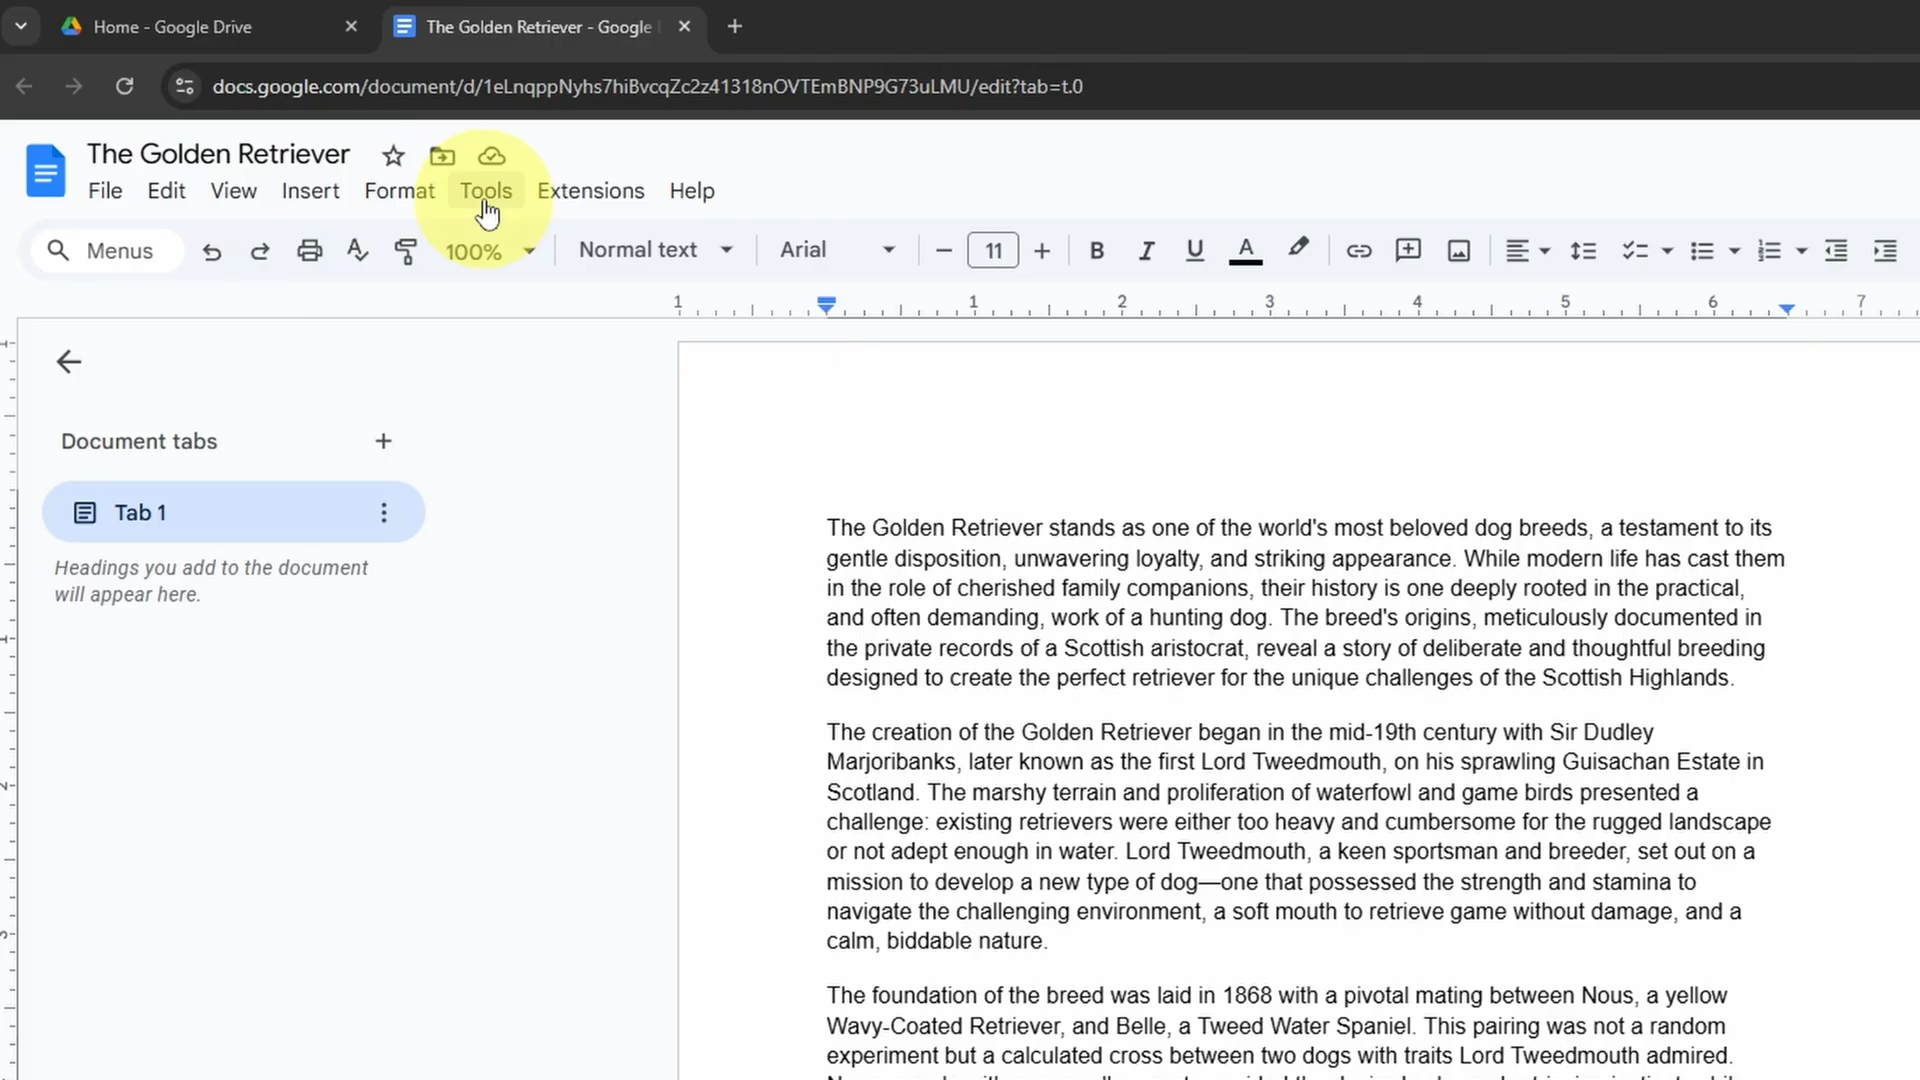 Home - Google Drive
The Golden Retriever - Google
docs.google.com/document/d/1eLnqppNyhs7hiBvcqZc2z41318nOVTEmBNP9G73uLMU/edit?tab=t.0
The Golden Retriever
File Edit View Insert Format Tools Extensions Help
Menus 100% Normal text Arial 11 B I U A
1 1 2 3 4 5 6 7
Document tabs
Tab 1
Headings you add to the document
will appear here.
The Golden Retriever stands as one of the world's most beloved dog breeds, a testament to its
gentle disposition, unwavering loyalty, and striking appearance. While modern life has cast them
in the role of cherished family companions, their history is one deeply rooted in the practical,
and often demanding, work of a hunting dog. The breed's origins, meticulously documented in
the private records of a Scottish aristocrat, reveal a story of deliberate and thoughtful breeding
designed to create the perfect retriever for the unique challenges of the Scottish Highlands.
The creation of the Golden Retriever began in the mid-19th century with Sir Dudley
Marjoribanks, later known as the first Lord Tweedmouth, on his sprawling Guisachan Estate in
Scotland. The marshy terrain and proliferation of waterfowl and game birds presented a
challenge: existing retrievers were either too heavy and cumbersome for the rugged landscape
or not adept enough in water. Lord Tweedmouth, a keen sportsman and breeder, set out on a
mission to develop a new type of dog—one that possessed the strength and stamina to
navigate the challenging environment, a soft mouth to retrieve game without damage, and a
calm, biddable nature.
The foundation of the breed was laid in 1868 with a pivotal mating between Nous, a yellow
Wavy-Coated Retriever, and Belle, a Tweed Water Spaniel. This pairing was not a random
experiment but a calculated cross between two dogs with traits Lord Tweedmouth admired.